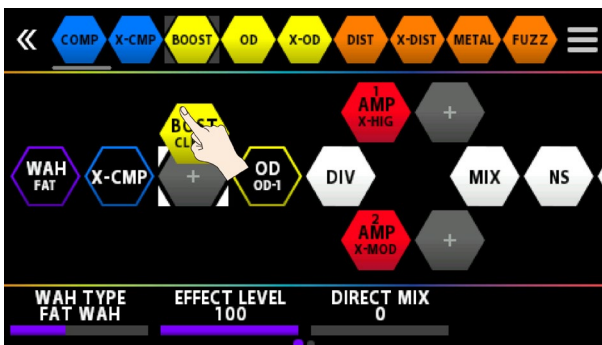 COMP X-CMP BOOST OD X-OD DIST X-DIST METAL FUZZ
1
AMP
X-HIG
+
WAH
FAT
X-CMP
+
OD
OD-1
DIV
MIX
NS
2
AMP
X-MOD
+
WAH TYPE
FAT WAH
EFFECT LEVEL
100
DIRECT MIX
0